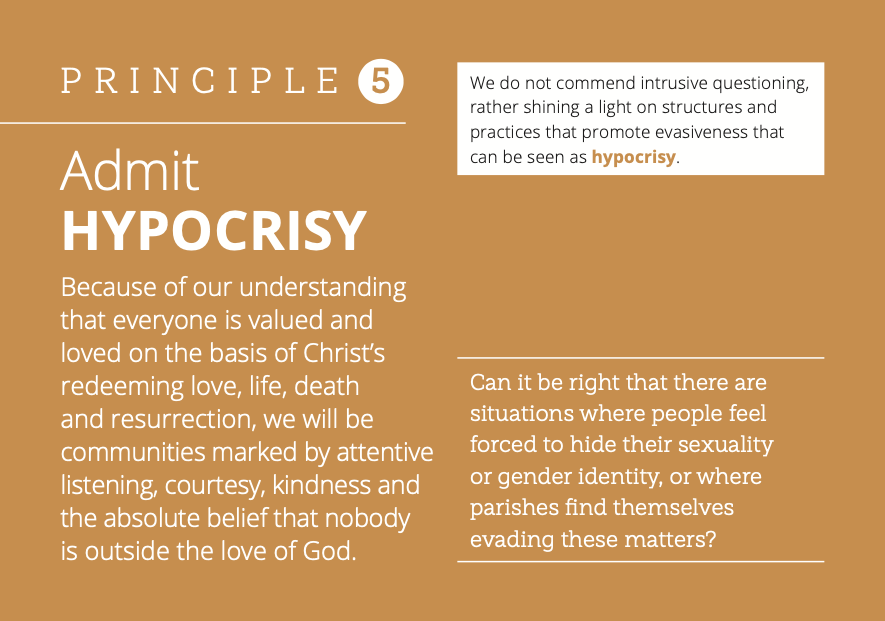 PRINCIPLE 5
Admit
HYPOCRISY
Because of our understanding
that everyone is valued and
loved on the basis of Christ’s
redeeming love, life, death
and resurrection, we will be
communities marked by attentive
listening, courtesy, kindness and
the absolute belief that nobody
is outside the love of God.
We do not commend intrusive questioning,
rather shining a light on structures and
practices that promote evasiveness that
can be seen as hypocrisy.
Can it be right that there are
situations where people feel
forced to hide their sexuality
or gender identity, or where
parishes find themselves
evading these matters?